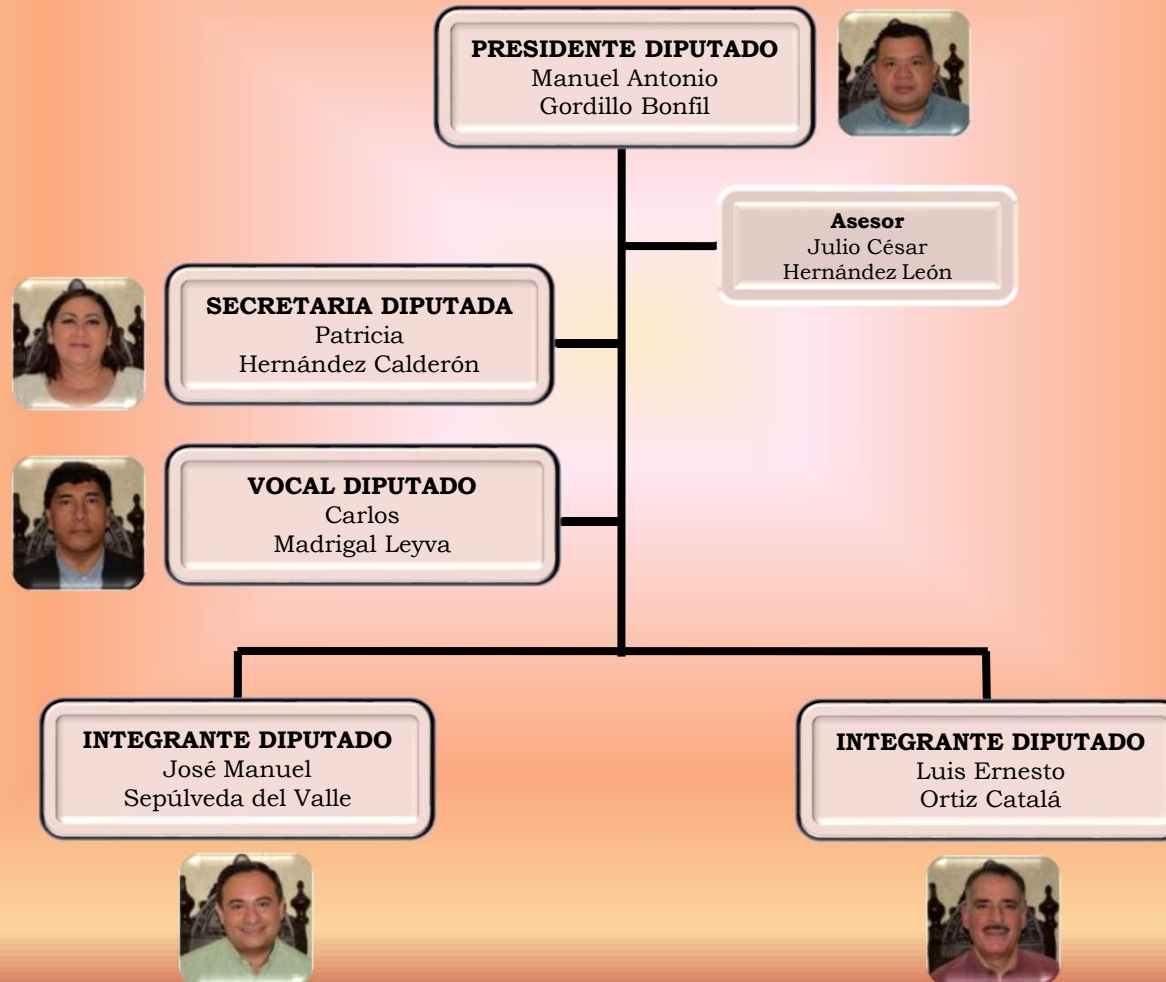 PRESIDENTE DIPUTADO
Manuel Antonio
Gordillo Bonfil
Asesor
Julio César
Hernández León
SECRETARIA DIPUTADA
Patricia
Hernández Calderón
VOCAL DIPUTADO
Carlos
Madrigal Leyva
INTEGRANTE DIPUTADO
José Manuel
Sepúlveda del Valle
INTEGRANTE DIPUTADO
Luis Ernesto
Ortiz Catalá